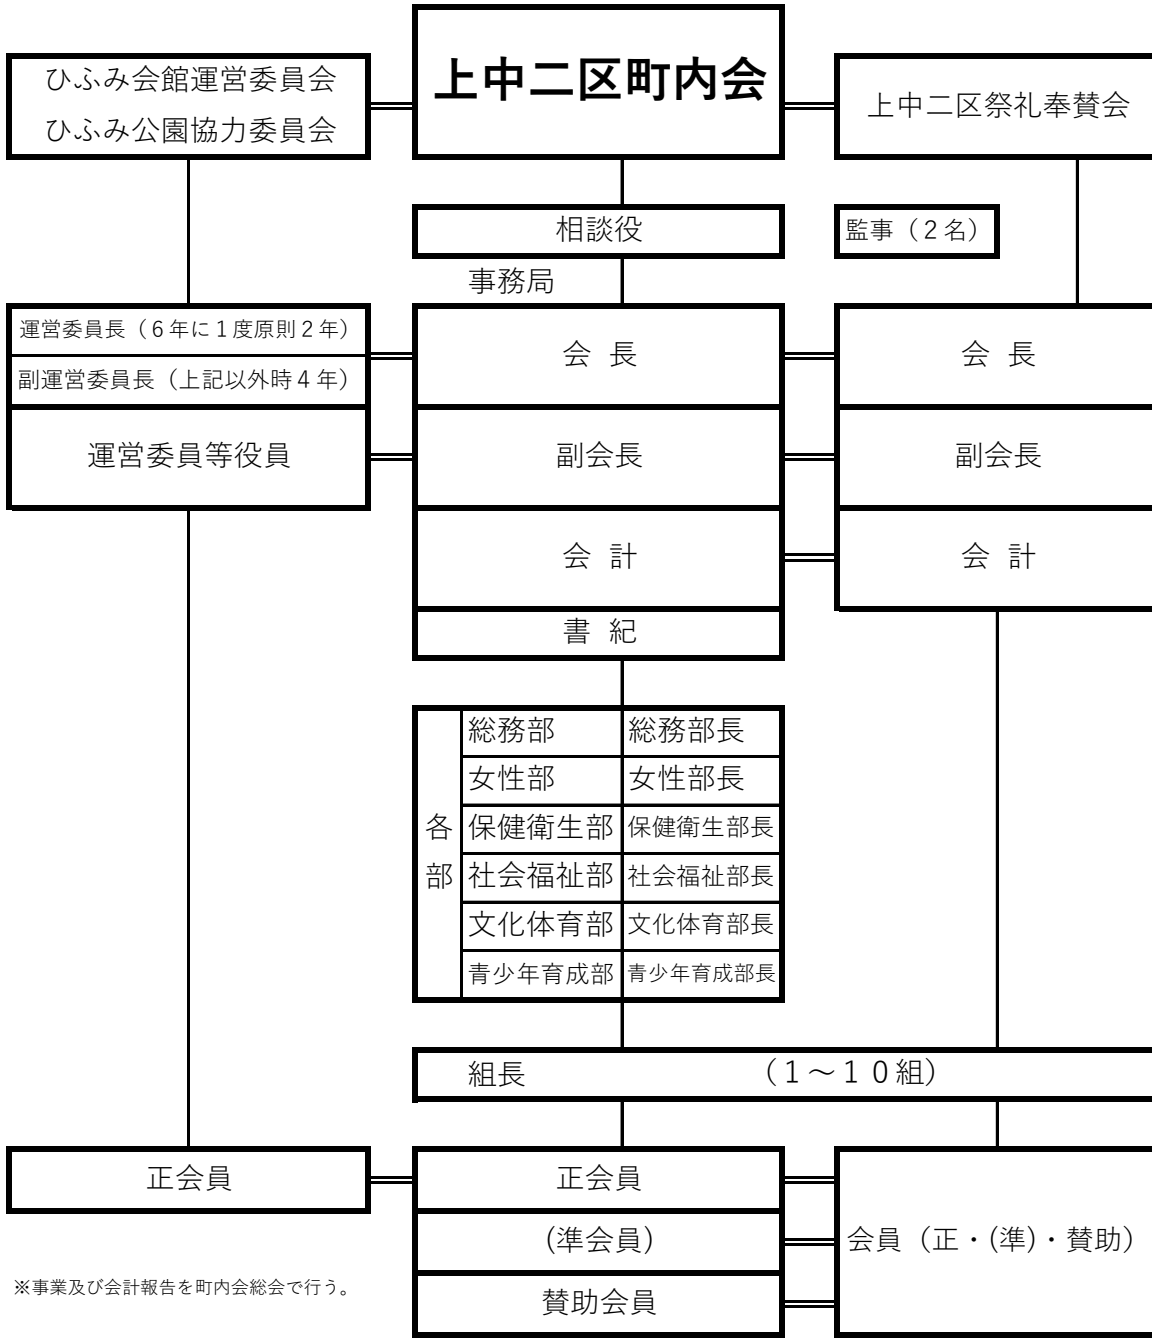 上中二区町内会
ひふみ会館運営委員会
ひふみ公園協力委員会
上中二区祭礼奉賛会
相談役
監事（２名）
事務局
運営委員長（６年に１度原則２年）
副運営委員長（上記以外時４年）
会 長
会 長
運営委員等役員
副会長
副会長
会 計
会 計
書 紀
各部
総務部 総務部長
女性部 女性部長
保健衛生部 保健衛生部長
社会福祉部 社会福祉部長
文化体育部 文化体育部長
青少年育成部 青少年育成部長
組長 （１～１０組）
正会員
正会員
(準会員)
賛助会員
会員（正・(準)・賛助）
※事業及び会計報告を町内会総会で行う。